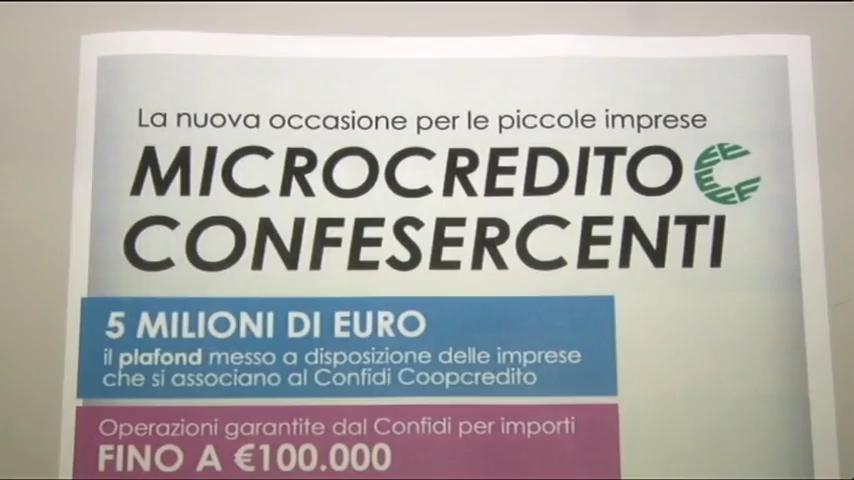 La nuova occasione per le piccole imprese
MICROCREDITO
CONFESERCENTI
5 MILIONI DI EURO
il plafond messo a disposizione delle imprese
che si associano al Confidi Coopcredito
Operazioni garantite dal Confidi per importi
FINO A €100.000